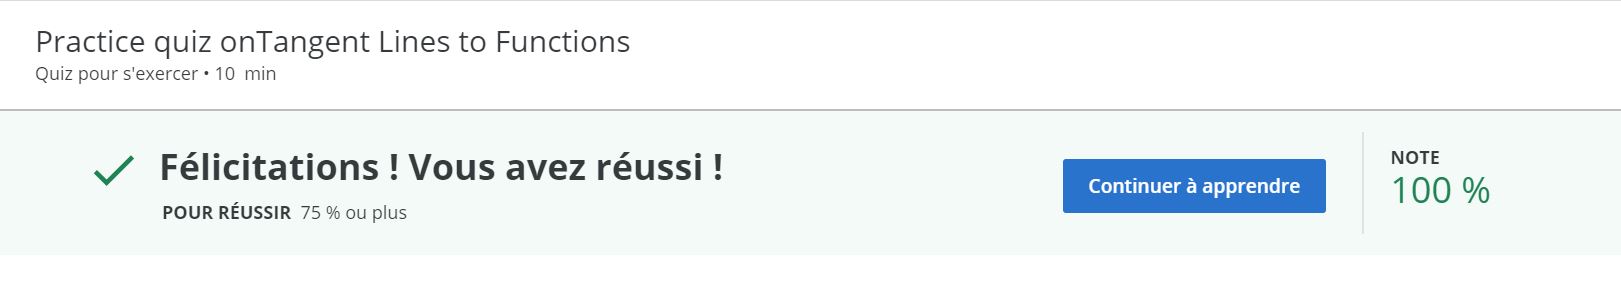 Practice quiz onTangent Lines to Functions
Quiz pour s'exercer • 10 min
Félicitations ! Vous avez réussi !
POUR RÉUSSIR 75 % ou plus
Continuer à apprendre
NOTE
100 %